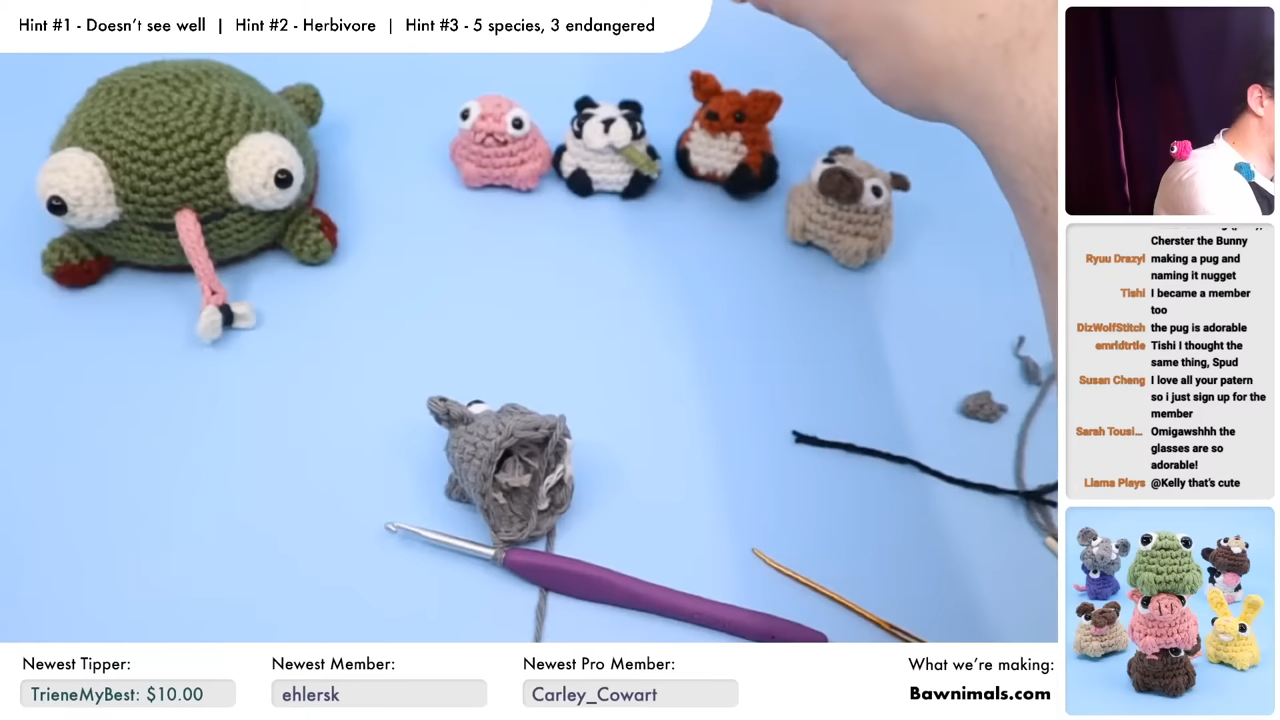 Hint #1 - Doesn't see well | Hint #2 - Herbivore | Hint #3 - 5 species, 3 endangered
Cherster the Bunny
Ryuu Drazyl making a pug and
naming it nugget
Tishi I became a member
too
DizWolfStitch the pug is adorable
emrldtrtle Tishi I thought the
same thing, Spud
Susan Cheng I love all your patern
so i just sign up for the
member
Sarah Tousi... Omigawshhh the
glasses are so
adorable!
Llama Plays @Kelly that's cute
Newest Tipper: Newest Member: Newest Pro Member: What we're making:
TrieneMyBest: $10.00 ehlersk Carley_Cowart Bawnimals.com